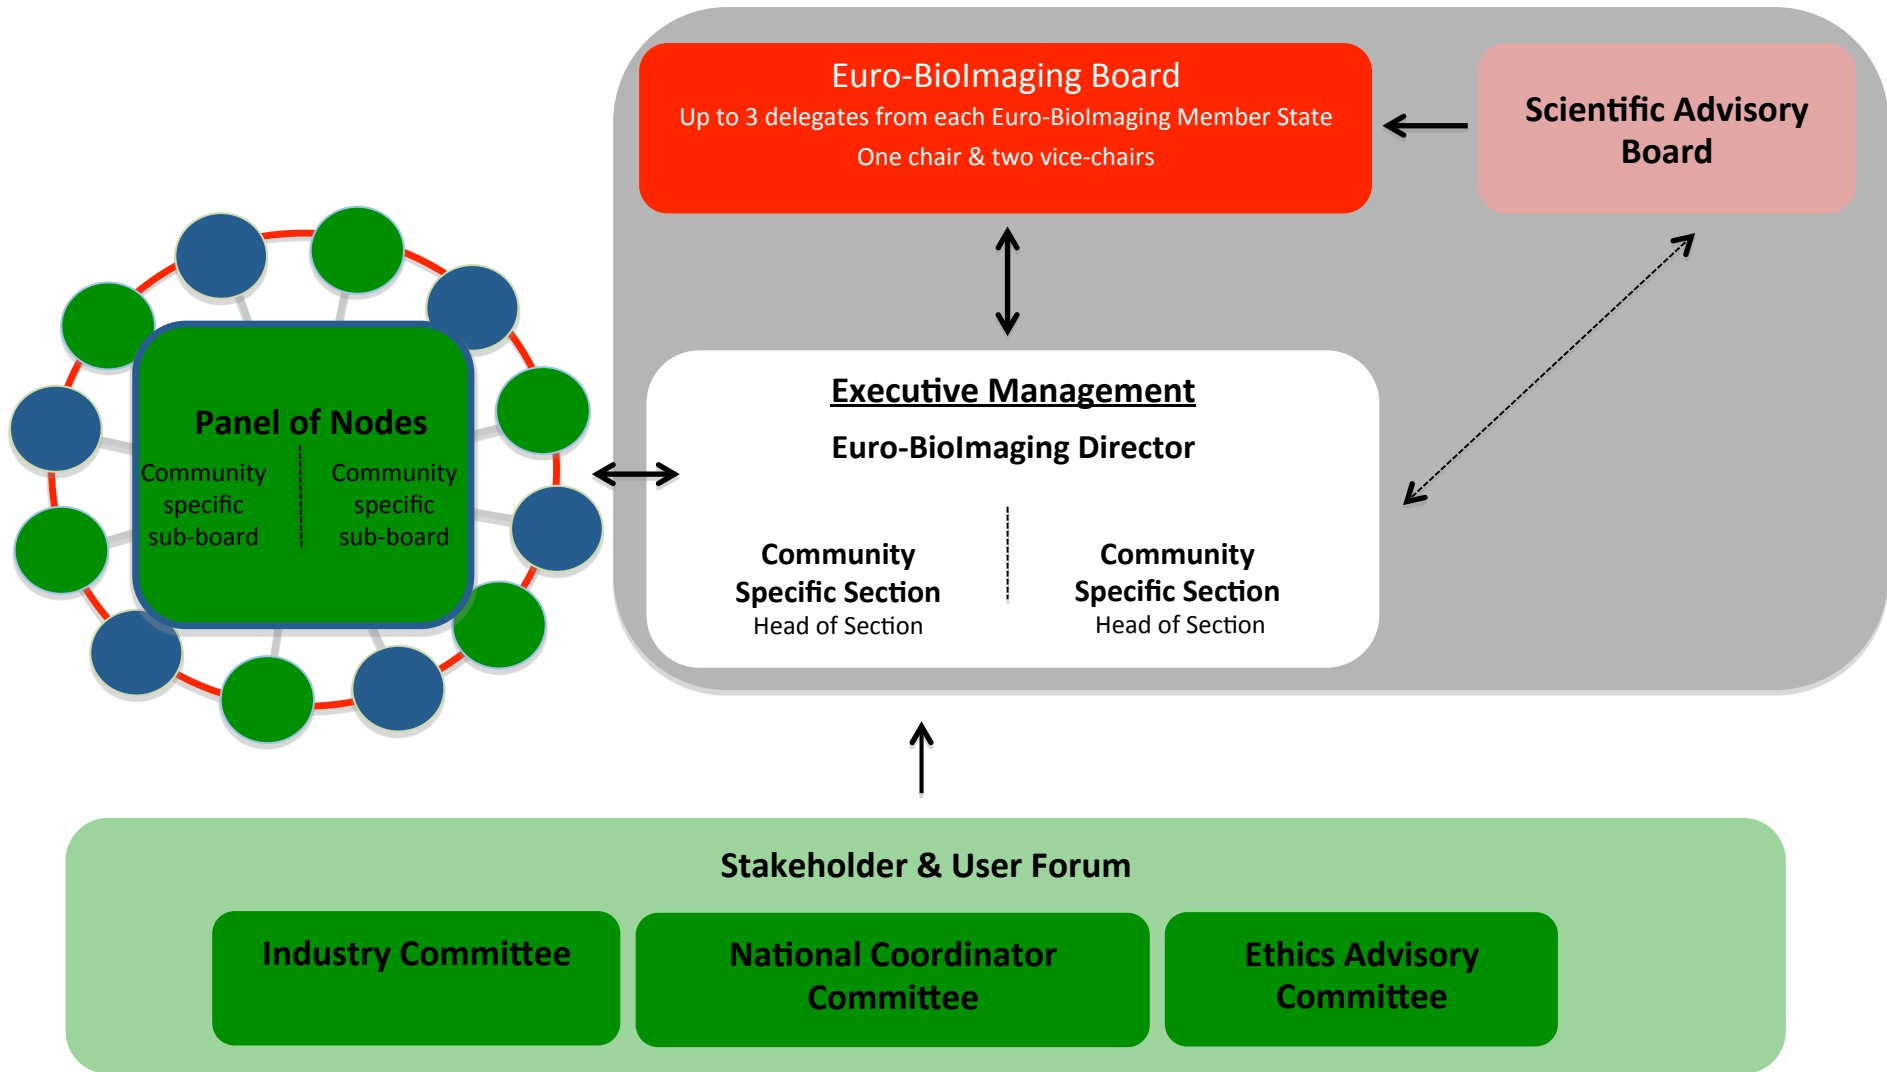 Euro-BioImaging Board
Up to 3 delegates from each Euro-BioImaging Member State
One chair & two vice-chairs
Scientific Advisory
Board
Panel of Nodes
Community
specific
sub-board
Community
specific
sub-board
Executive Management
Euro-BioImaging Director
Community
Specific Section
Head of Section
Community
Specific Section
Head of Section
Stakeholder & User Forum
Industry Committee
National Coordinator
Committee
Ethics Advisory
Committee